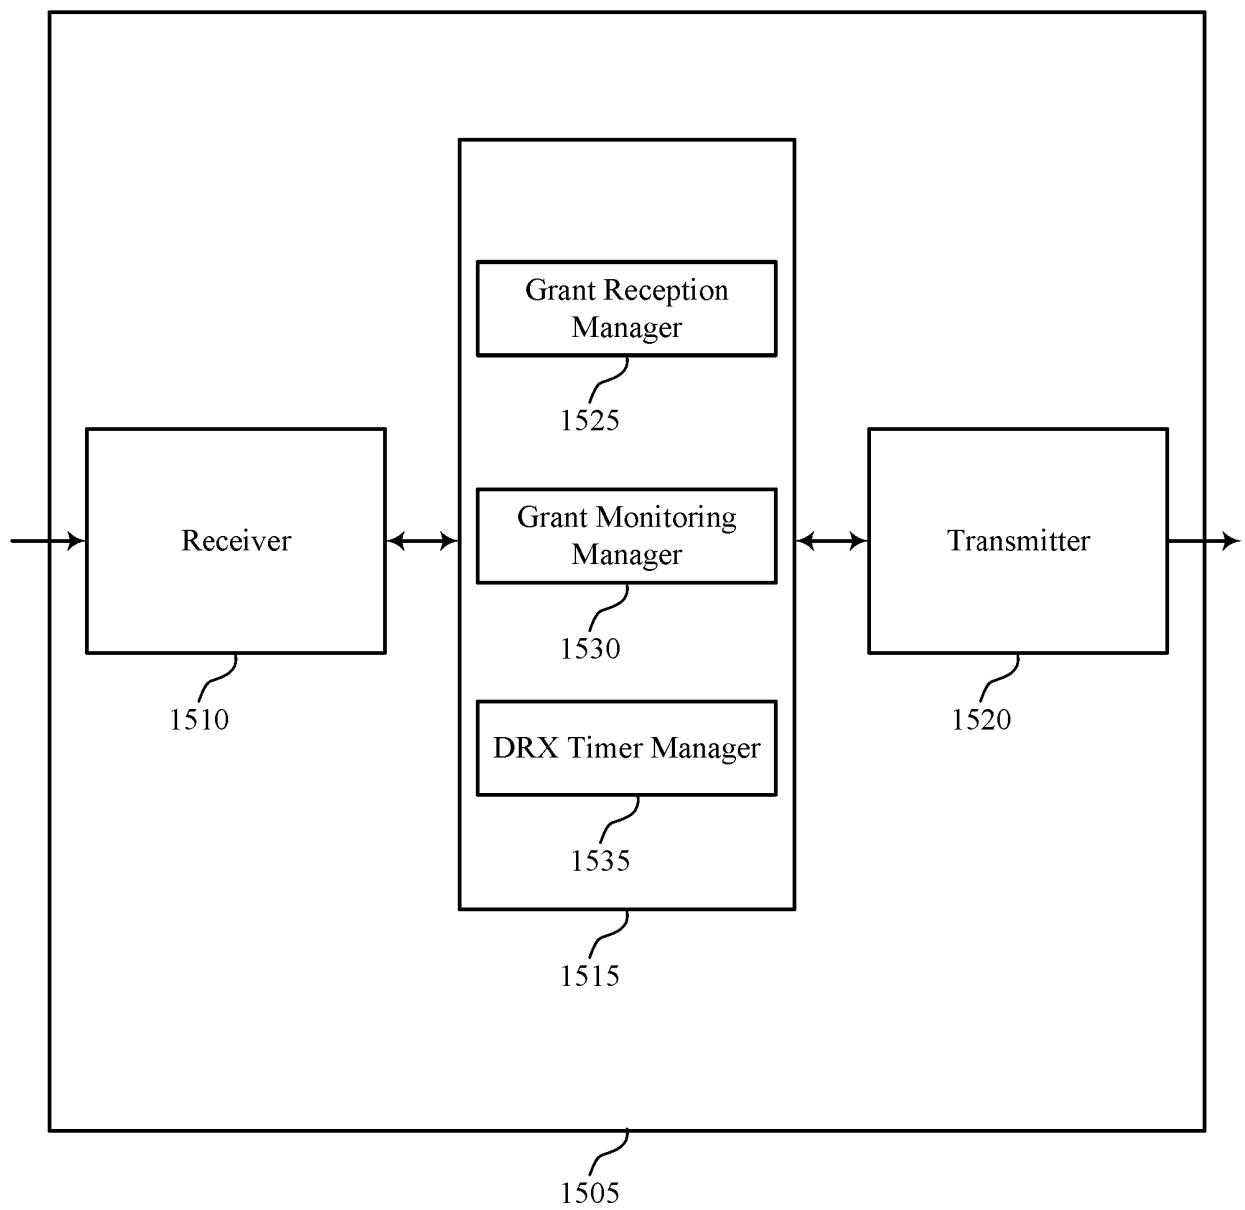 Grant Reception
Manager
1525
Receiver
1510
Grant Monitoring
Manager
1530
Transmitter
1520
DRX Timer Manager
1535
1515
1505